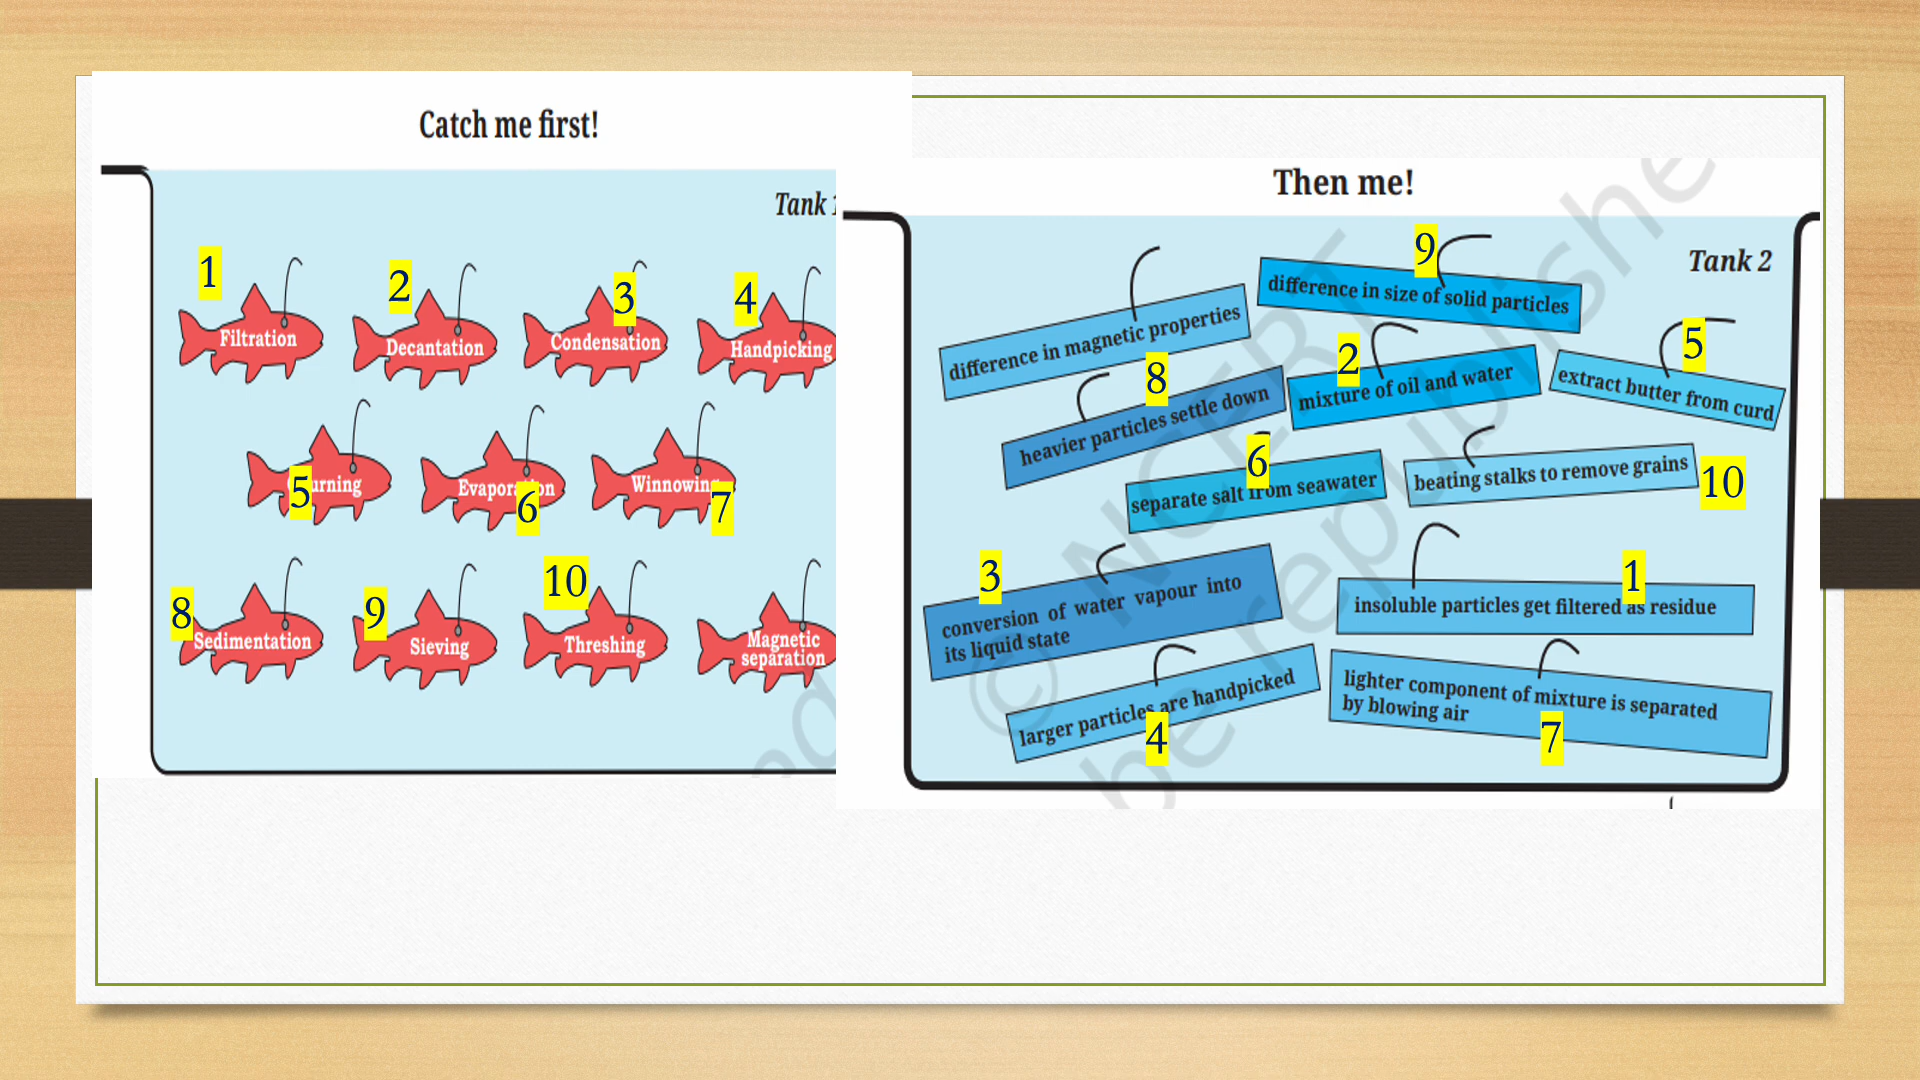 Catch me first!
Tank 1
1
2
3
4
Filtration
Decantation
Condensation
Handpicking
5
urning
6
Evaporation
7
Winnowing
8
Sedimentation
9
Sieving
10
Threshing
Magnetic
separation
Then me!
Tank 2
9
difference in size of solid particles
difference in magnetic properties
2
mixture of oil and water
5
extract butter from curd
8
heavier particles settle down
6
separate salt from seawater
beating stalks to remove grains
10
3
conversion of water vapour into
its liquid state
1
insoluble particles get filtered as residue
larger particles are handpicked
4
lighter component of mixture is separated
by blowing air
7
© NCERT
be republishe